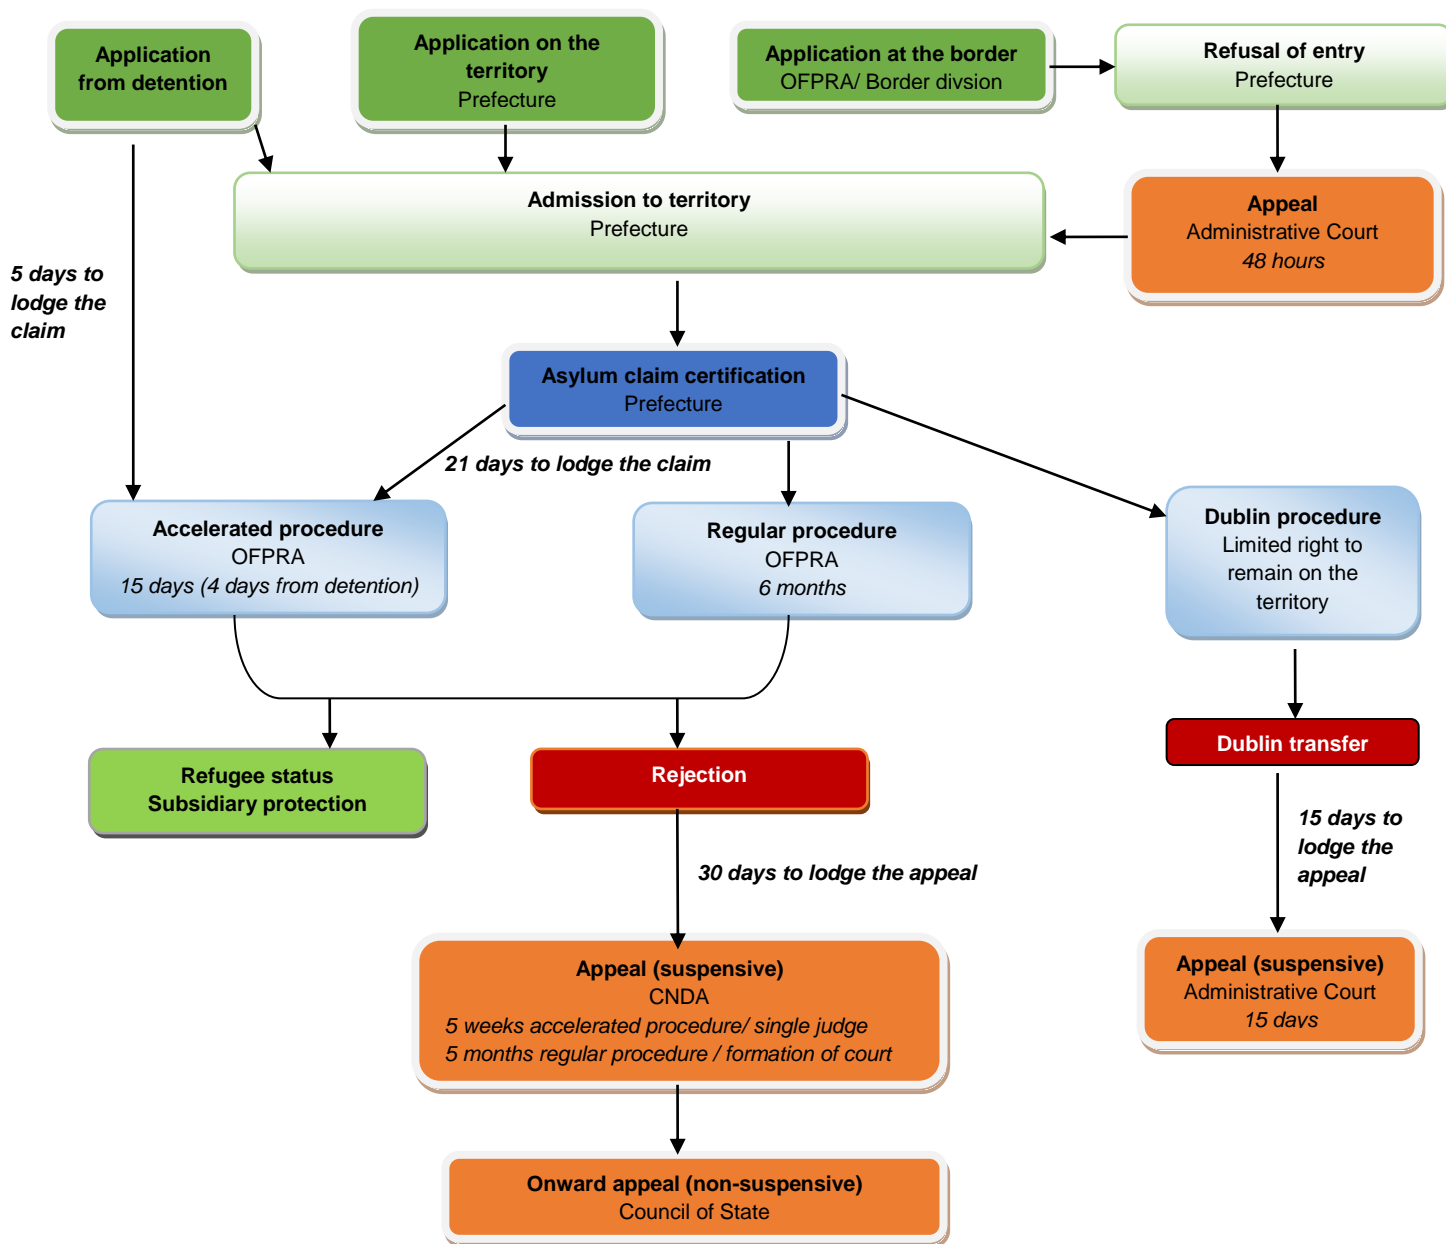 Application
from detention
Application on the
territory
Prefecture
Application at the border
OFPRA/ Border divsion
Refusal of entry
Prefecture
Admission to territory
Prefecture
Appeal
Administrative Court
48 hours
5 days to
lodge the
claim
Asylum claim certification
Prefecture
21 days to lodge the claim
Accelerated procedure
OFPRA
15 days (4 days from detention)
Regular procedure
OFPRA
6 months
Dublin procedure
Limited right to
remain on the
territory
Refugee status
Subsidiary protection
Rejection
Dublin transfer
30 days to lodge the appeal
15 days to
lodge the
appeal
Appeal (suspensive)
CNDA
5 weeks accelerated procedure/ single judge
5 months regular procedure / formation of court
Appeal (suspensive)
Administrative Court
15 days
Onward appeal (non-suspensive)
Council of State